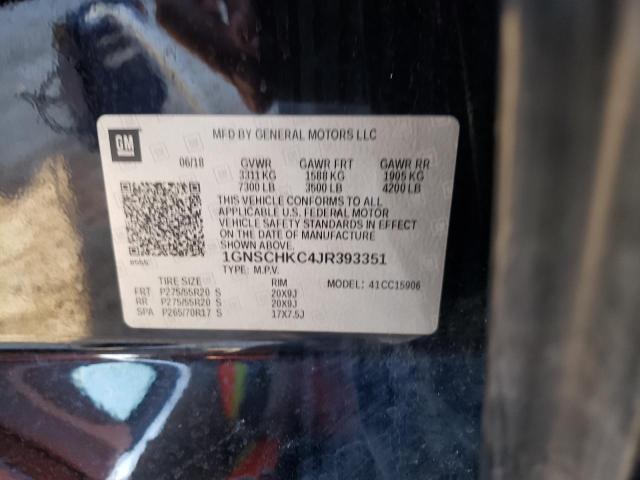 GM
MFD BY GENERAL MOTORS LLC
06/18 GVWR GAWR FRT GAWR RR
3311 KG 1588 KG 1905 KG
7300 LB 3500 LB 4200 LB
THIS VEHICLE CONFORMS TO ALL
APPLICABLE U.S. FEDERAL MOTOR
VEHICLE SAFETY STANDARDS IN EFFECT
ON THE DATE OF MANUFACTURE
SHOWN ABOVE.
1GNSCHKC4JR393351
TYPE: M.P.V.
TIRE SIZE RIM 41CC15906
FRT P275/55R20 S 20X9J
RR P275/55R20 S 20X9J
SPA P265/70R17 S 17X7.5J